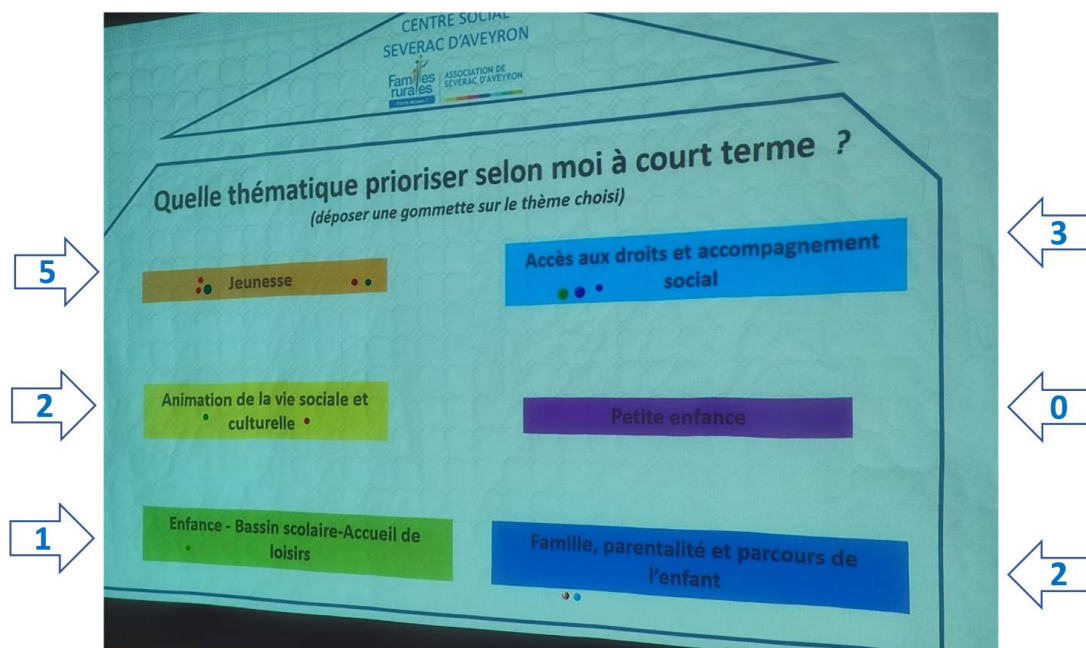 CENTRE SOCIAL
SEVERAC D'AVEYRON
Familles
rurales
ASSOCIATION DE
SEVERAC D'AVEYRON
Quelle thématique prioriser selon moi à court terme ?
(déposer une gommette sur le thème choisi)
5
Jeunesse
Accès aux droits et accompagnement
social
3
2
Animation de la vie sociale et
culturelle
Petite enfance
0
1
Enfance - Bassin scolaire-Accueil de
loisirs
Famille, parentalité et parcours de
l'enfant
2